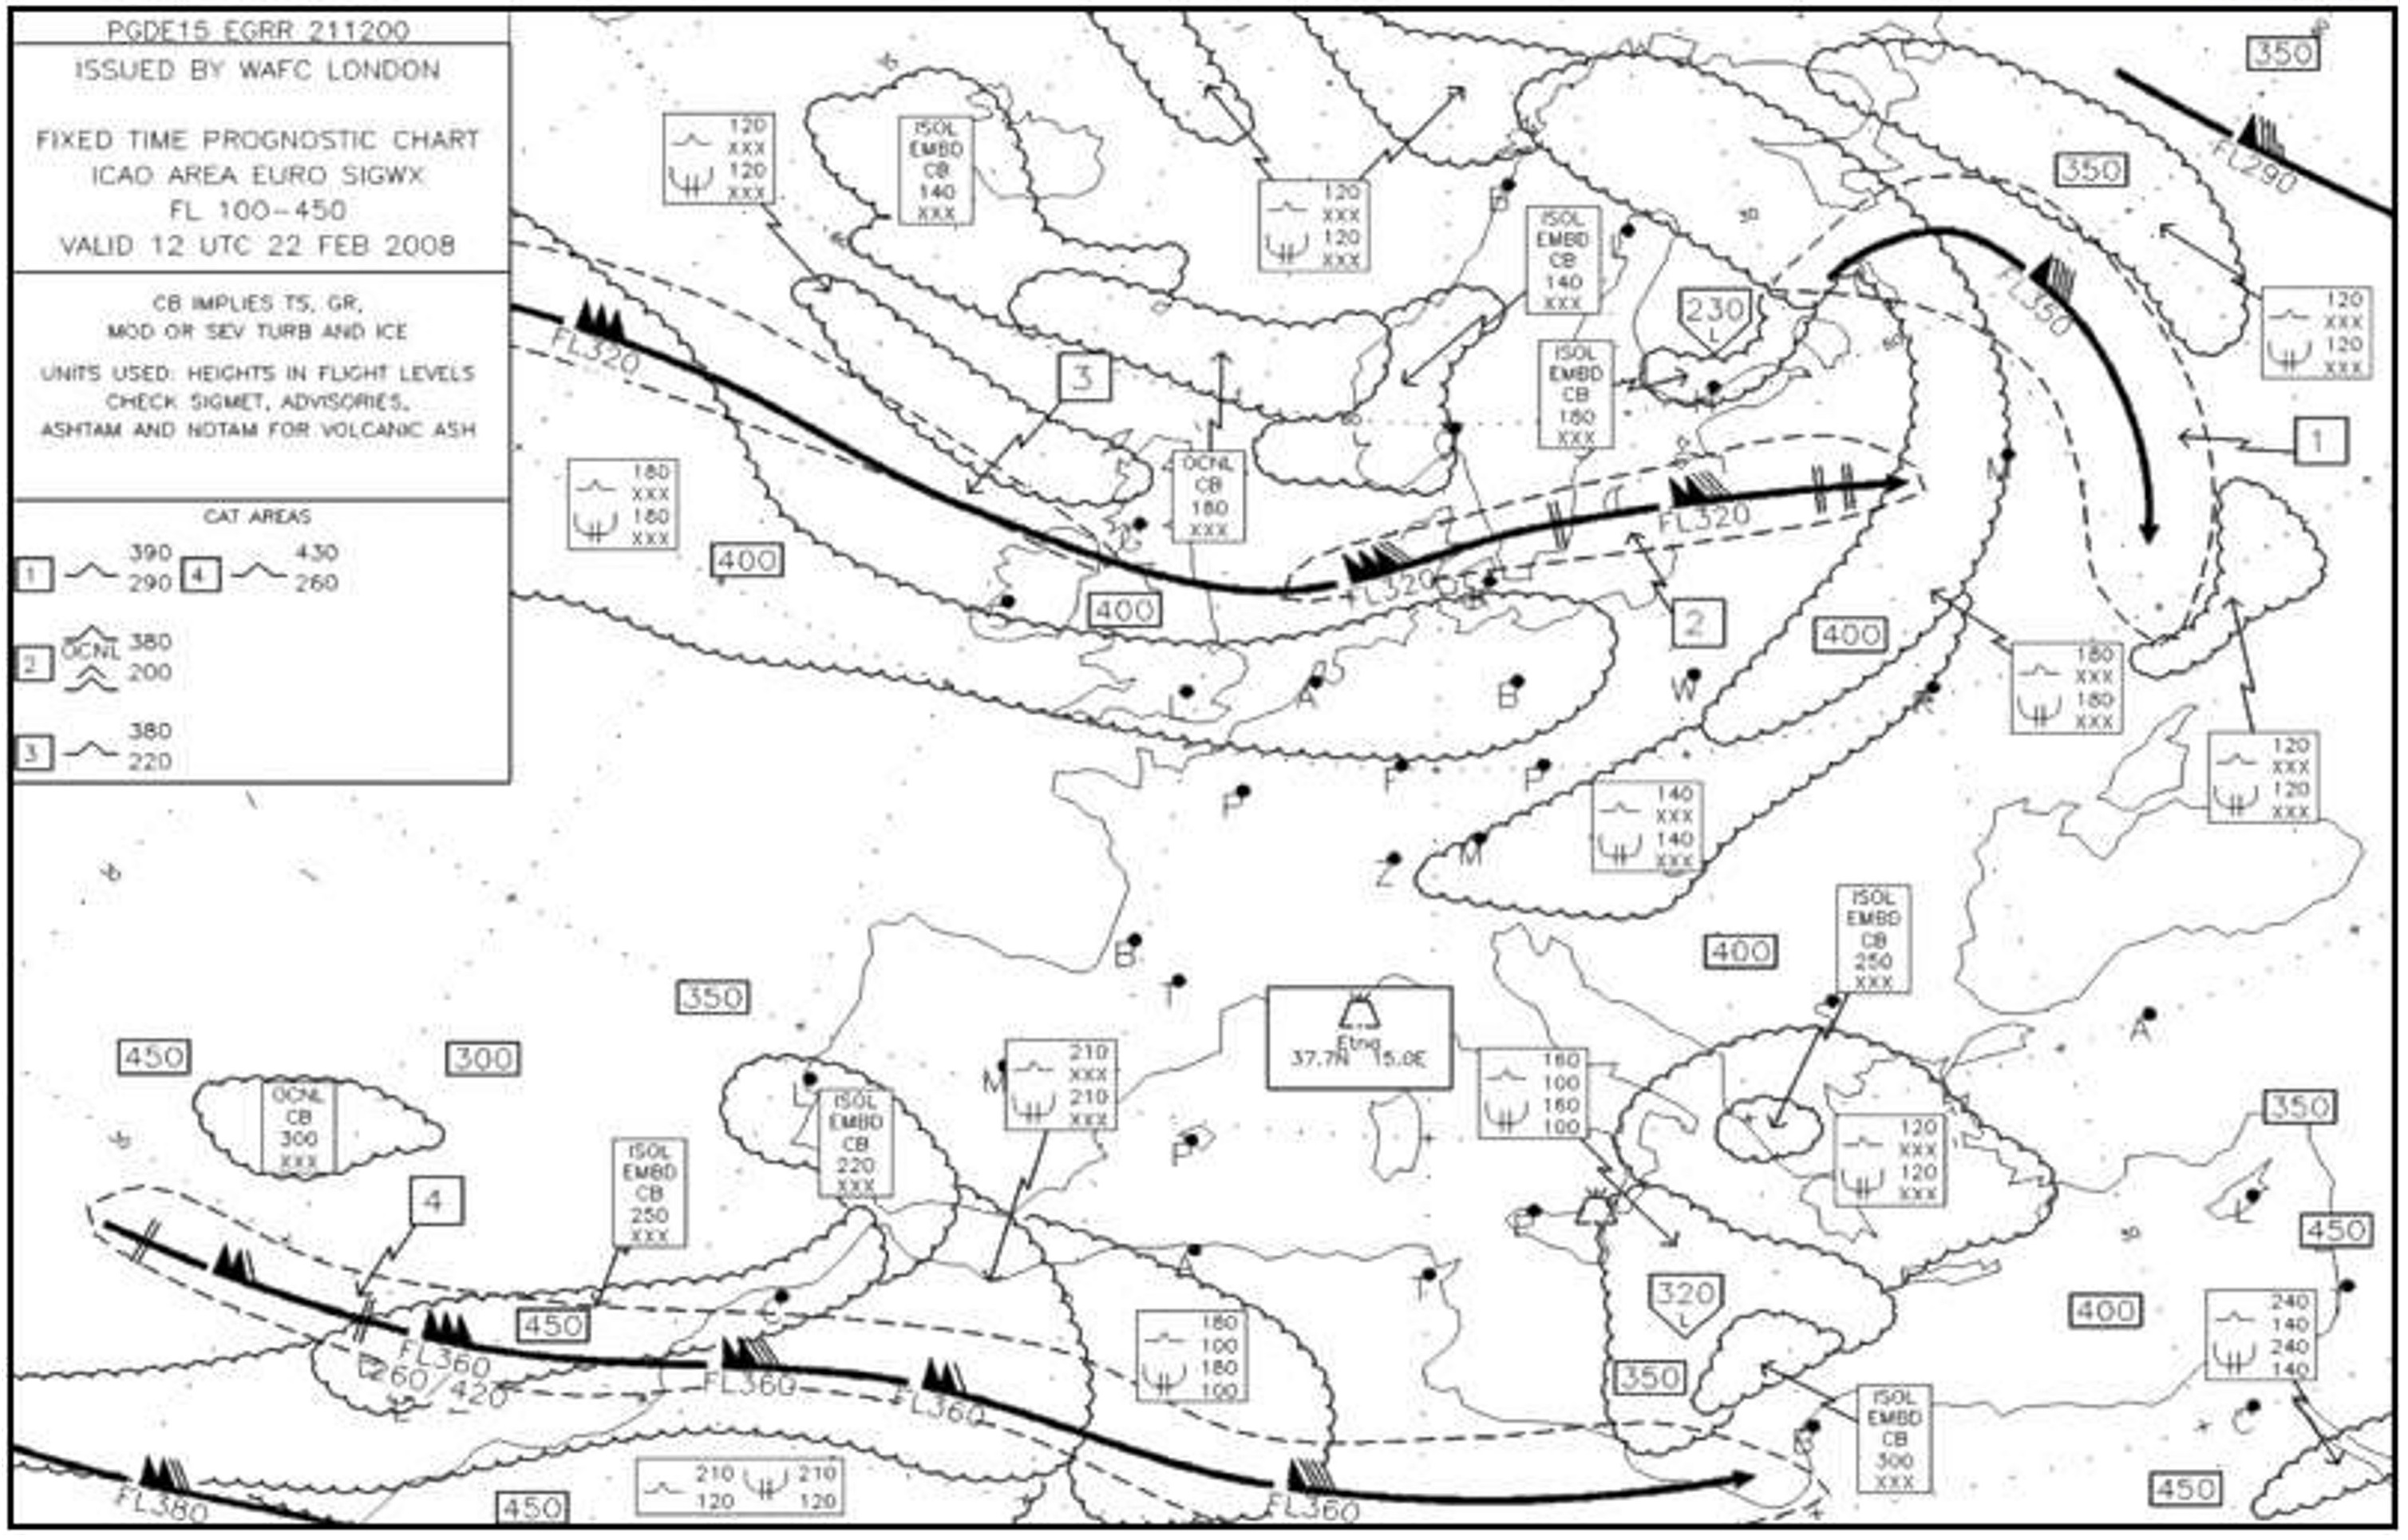 PGDE15 EGRR 211200
ISSUED BY WAFC LONDON
FIXED TIME PROGNOSTIC CHART
ICAO AREA EURO SIGWX
FL 100-450
VALID 12 UTC 22 FEB 2008
CB IMPLIES TS, GR,
MOD OR SEV TURB AND ICE
UNITS USED: HEIGHTS IN FLIGHT LEVELS
CHECK SIGMET, ADVISORIES,
ASHTAM AND NOTAM FOR VOLCANIC ASH
CAT AREAS
1 390 290
4 430 260
2 OCNL 380 200
3 380 220
120
XXX
120
XXX
ISOL
EMBD
CB
140
XXX
120
XXX
120
XXX
ISOL
EMBD
CB
140
XXX
230
L
350
350
FL290
FL350
120
XXX
120
XXX
FL320
3
ISOL
EMBD
CB
180
XXX
1
180
XXX
180
XXX
OCNL
CB
180
XXX
400
400
FL320
FL320
2
400
180
XXX
180
XXX
L
A
B
W
120
XXX
120
XXX
P
F
P
140
XXX
140
XXX
Z
M
B
T
400
ISOL
EMBD
CB
250
XXX
350
450
300
Etna
37.7N 15.0E
A
OCNL
CB
300
XXX
L
ISOL
EMBD
CB
220
XXX
M
210
XXX
210
XXX
160
100
160
100
120
XXX
120
XXX
350
P
ISOL
EMBD
CB
250
XXX
4
L
450
A
T
320
L
400
450
180
100
180
100
350
240
140
240
140
FL360
FL360
FL360
260
420
ISOL
EMBD
CB
300
XXX
C
FL380
450
210
120
210
120
FL360
450